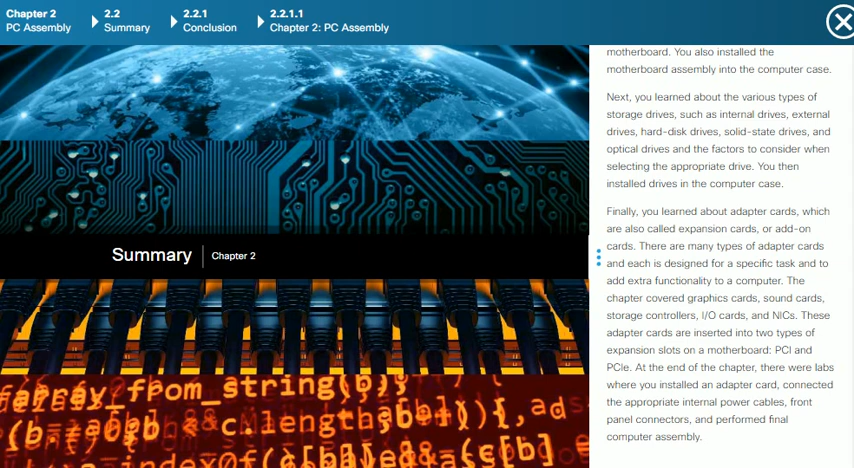 Chapter 2
PC Assembly
2.2
Summary
2.2.1
Conclusion
2.2.1.1
Chapter 2: PC Assembly
motherboard. You also installed the
motherboard assembly into the computer case.
Next, you learned about the various types of
storage drives, such as internal drives, external
drives, hard-disk drives, solid-state drives, and
optical drives and the factors to consider when
selecting the appropriate drive. You then
installed drives in the computer case.
Finally, you learned about adapter cards, which
are also called expansion cards, or add-on
cards. There are many types of adapter cards
and each is designed for a specific task and to
add extra functionality to a computer. The
chapter covered graphics cards, sound cards,
storage controllers, I/O cards, and NICs. These
adapter cards are inserted into two types of
expansion slots on a motherboard: PCI and
PCIe. At the end of the chapter, there were labs
where you installed an adapter card, connected
the appropriate internal power cables, front
panel connectors, and performed final
computer assembly.
Summary
Chapter 2
array_from_string(b);
c.length;